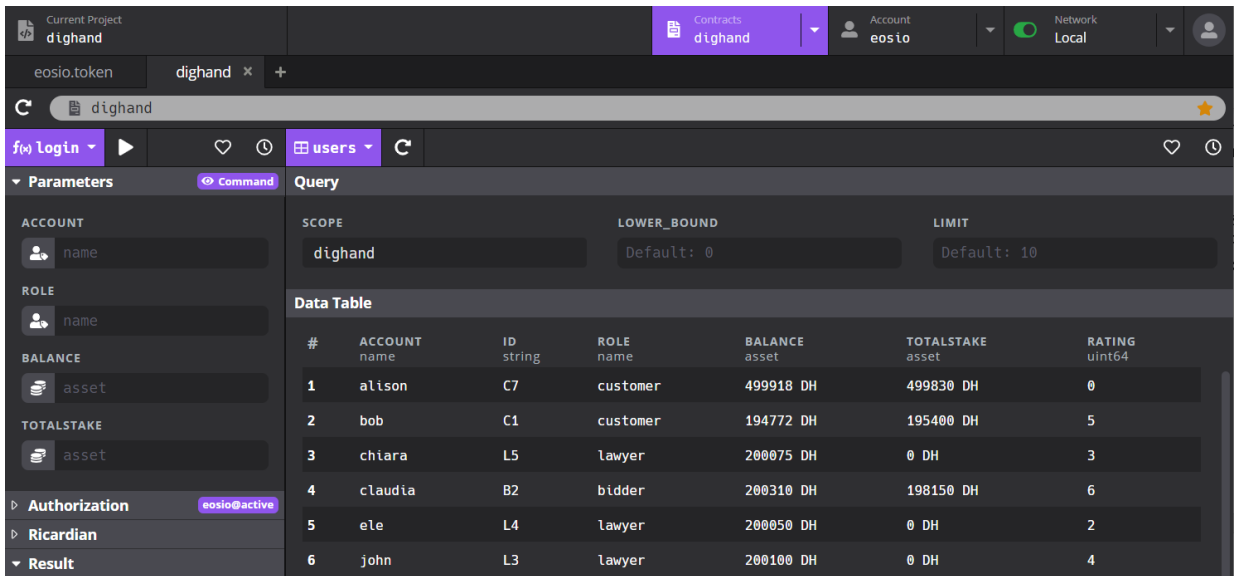 Current Project
dighand
Contracts
dighand
Account
eosio
Network
Local
eosio.token
dighand × +
dighand
f(x) login
users
Parameters
Command
Query
ACCOUNT
name
ROLE
name
BALANCE
asset
TOTALSTAKE
asset
Authorization
eosio@active
Ricardian
Result
SCOPE LOWER_BOUND LIMIT
dighand Default: 0 Default: 10
Data Table
# ACCOUNT ID ROLE BALANCE TOTALSTAKE RATING
name string name asset asset uint64
1 alison C7 customer 499918 DH 499830 DH 0
2 bob C1 customer 194772 DH 195400 DH 5
3 chiara L5 lawyer 200075 DH 0 DH 3
4 claudia B2 bidder 200310 DH 198150 DH 6
5 ele L4 lawyer 200050 DH 0 DH 2
6 john L3 lawyer 200100 DH 0 DH 4